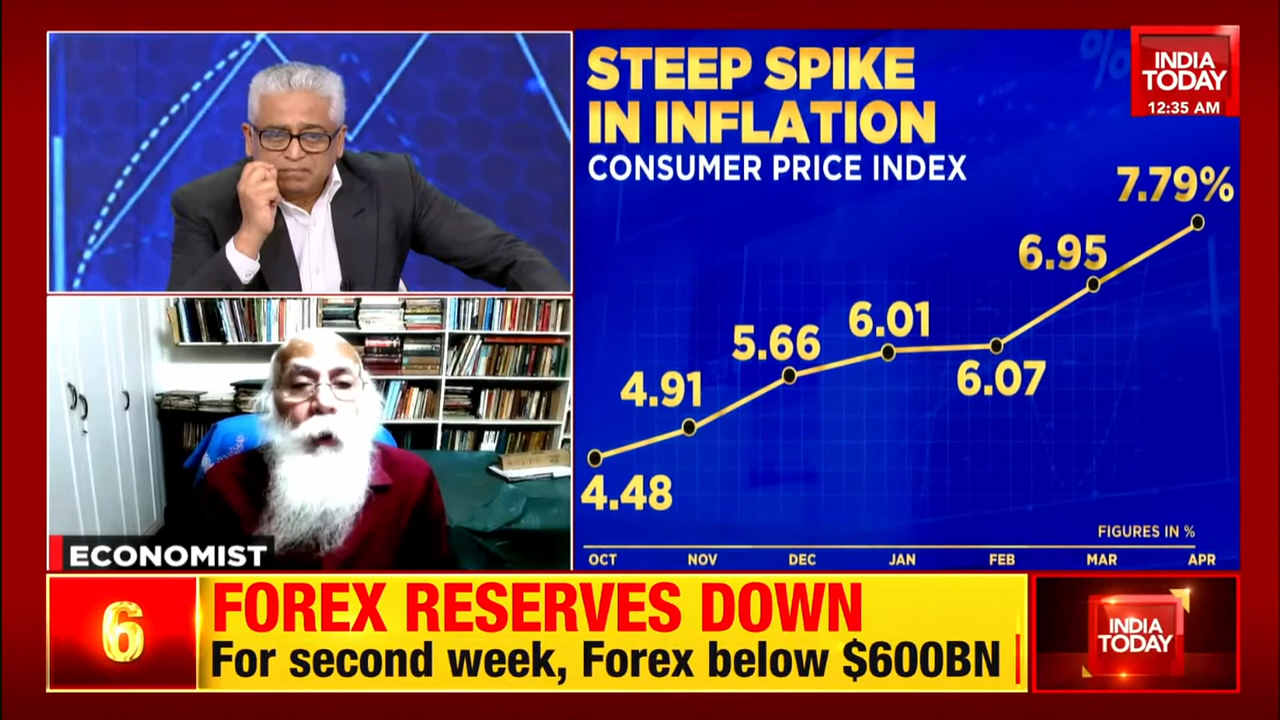 STEEP SPIKE
IN INFLATION
CONSUMER PRICE INDEX
%
INDIA
TODAY
12:35 AM
7.79%
6.95
6.01
5.66
6.07
4.91
4.48
FIGURES IN %
OCT NOV DEC JAN FEB MAR APR
ECONOMIST
6
FOREX RESERVES DOWN
For second week, Forex below $600BN
INDIA
TODAY